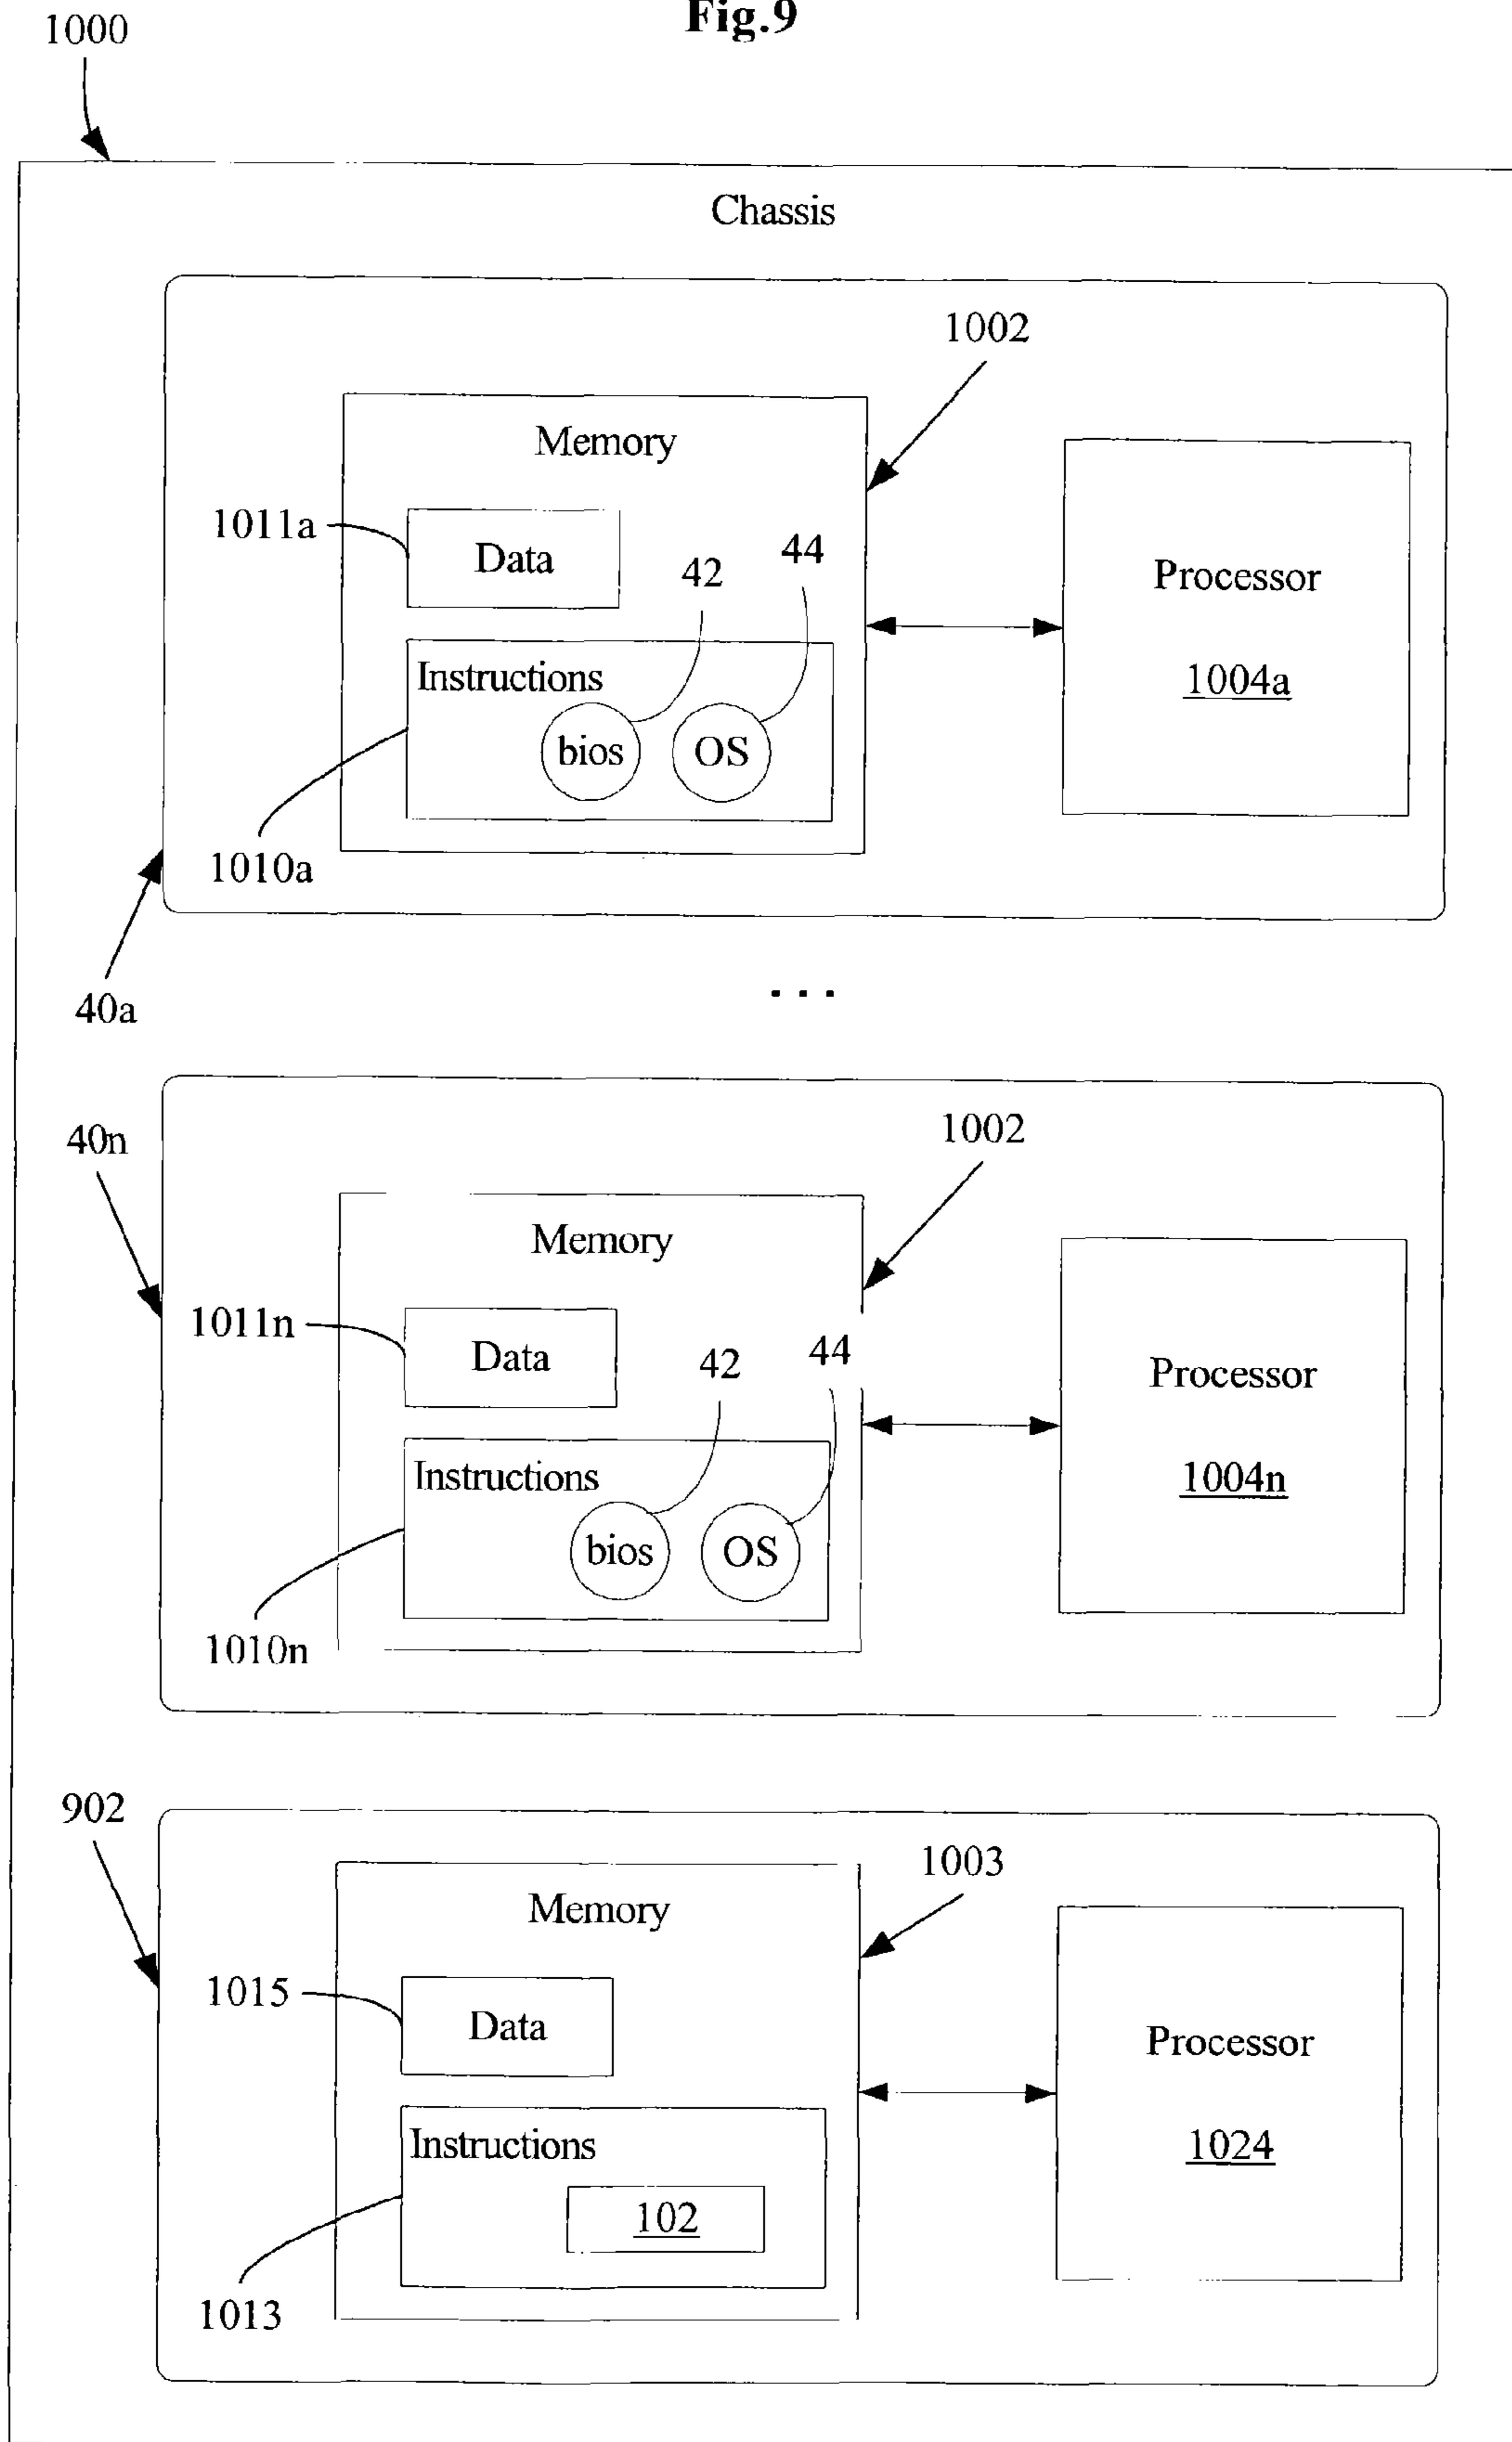 Fig.9
1000
Chassis
1002
Memory
1011a
Data
42
44
Processor
Instructions
1004a
bios
OS
1010a
40a
...
40n
1002
Memory
1011n
Data
42
44
Processor
Instructions
1004n
bios
OS
1010n
902
1003
Memory
1015
Data
Processor
Instructions
1024
102
1013